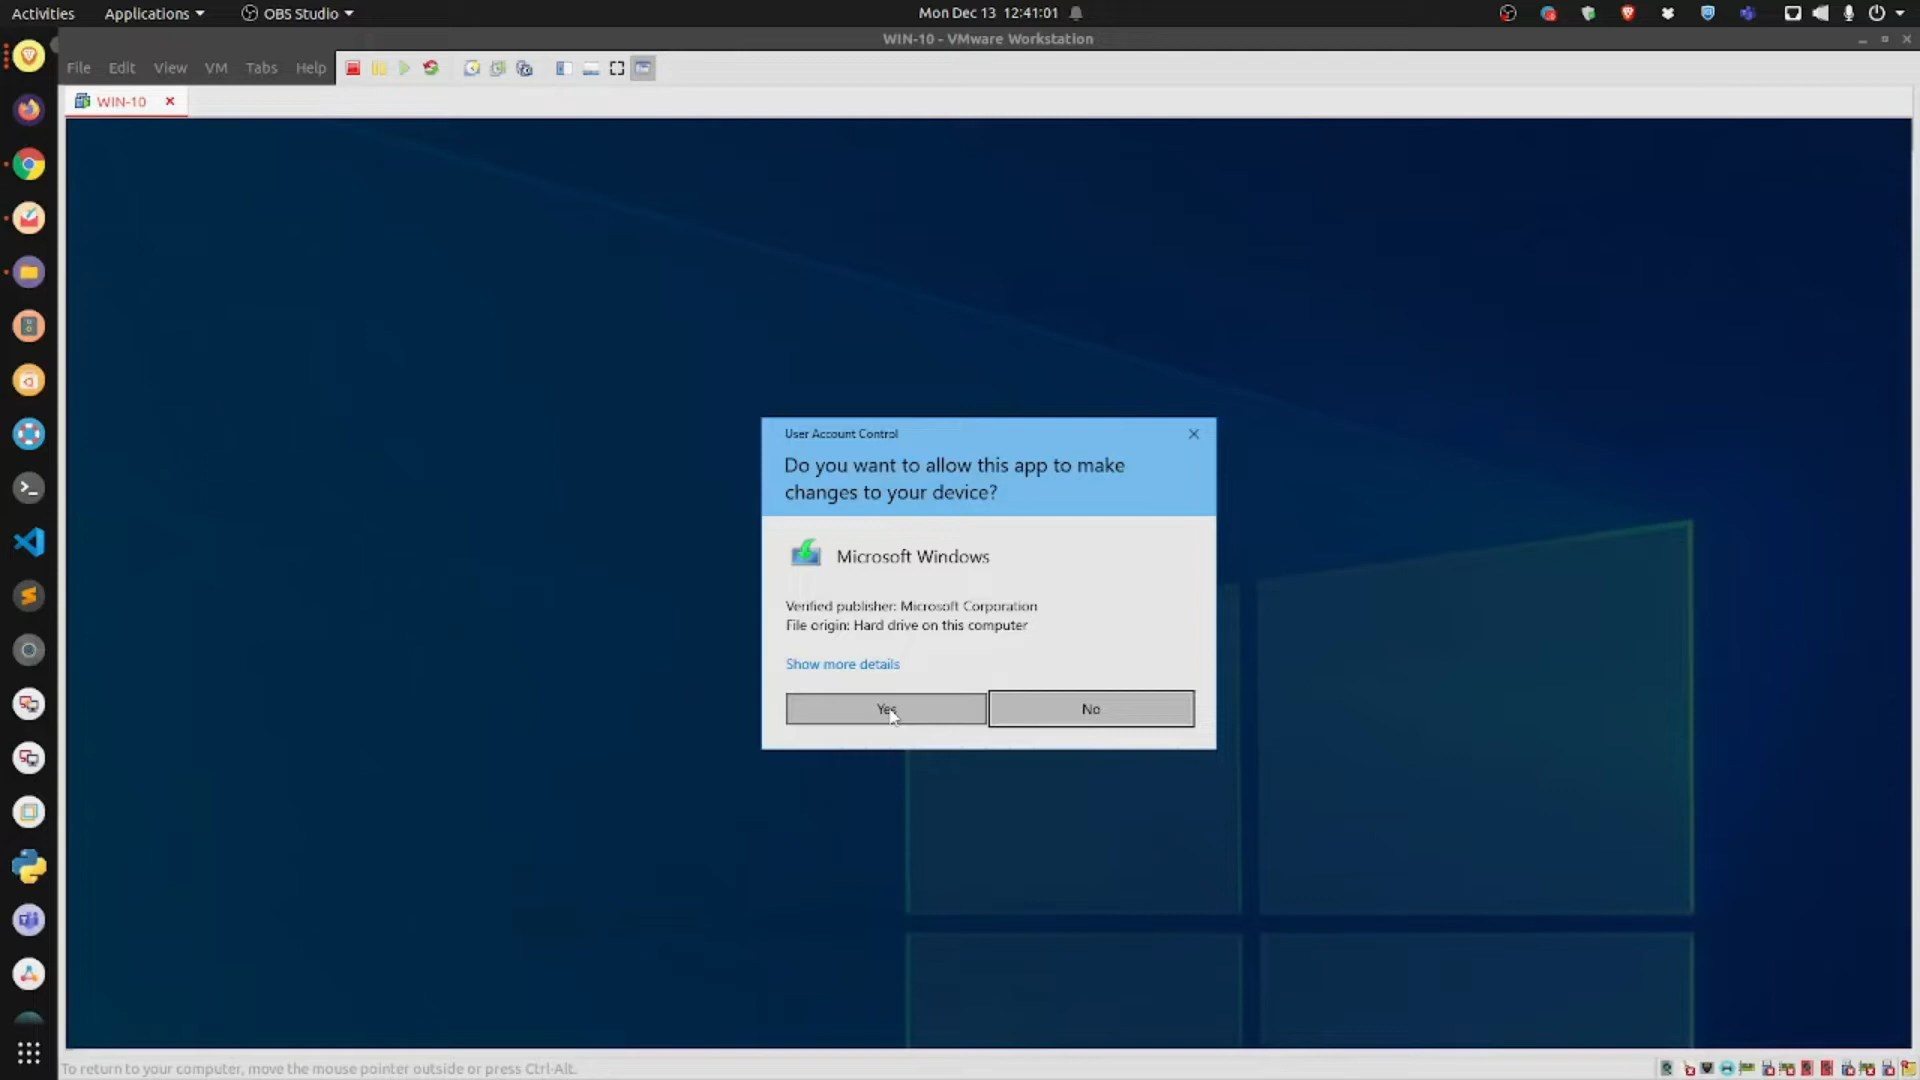 Activities Applications OBS Studio Mon Dec 13 12:41:01
WIN-10 - VMware Workstation
File Edit View VM Tabs Help
WIN-10
User Account Control
Do you want to allow this app to make
changes to your device?
Microsoft Windows
Verified publisher: Microsoft Corporation
File origin: Hard drive on this computer
Show more details
Yes No
To return to your computer, move the mouse pointer outside or press Ctrl-Alt.